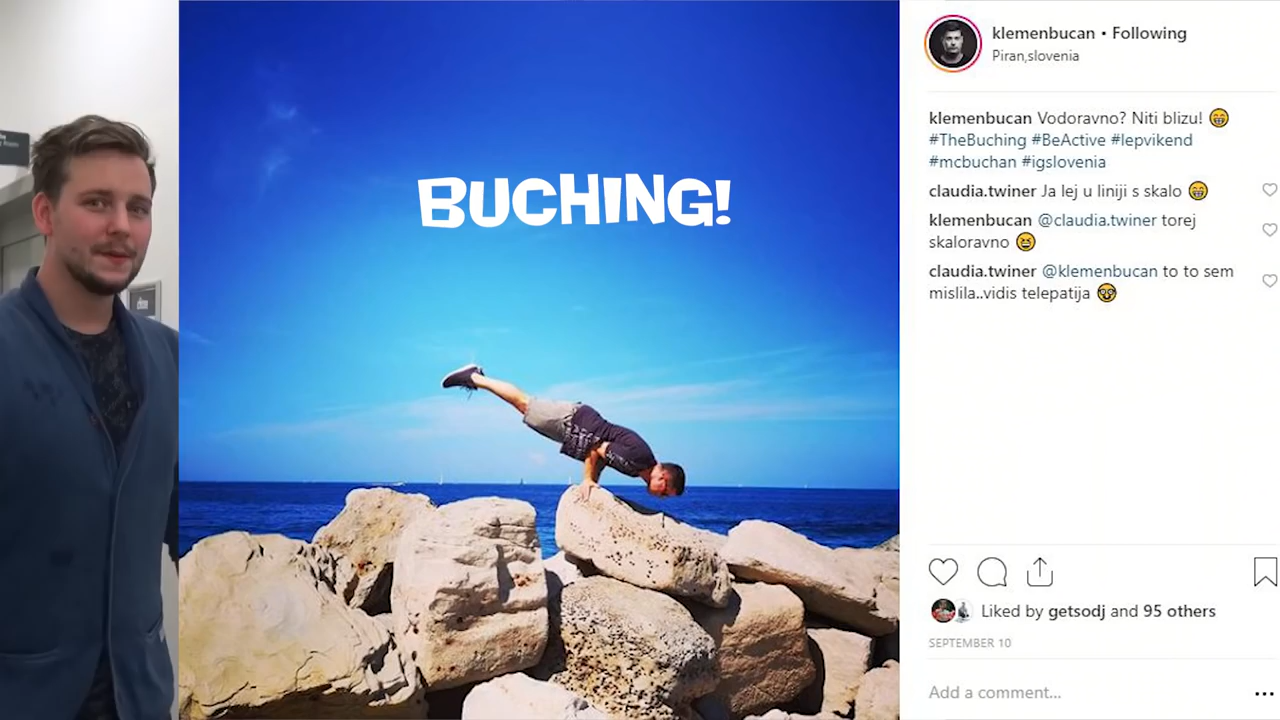 BUCHING!
klemenbucan • Following
Piran,slovenia
klemenbucan Vodoravno? Niti blizu! 😁
#TheBuching #BeActive #lepvikend
#mcbuchan #igslovenia
claudia.twiner Ja lej u liniji s skalo 😁
klemenbucan @claudia.twiner torej
skaloravno 😆
claudia.twiner @klemenbucan to to sem
mislila..vidis telepatija 🤓
Liked by getsodj and 95 others
SEPTEMBER 10
Add a comment...